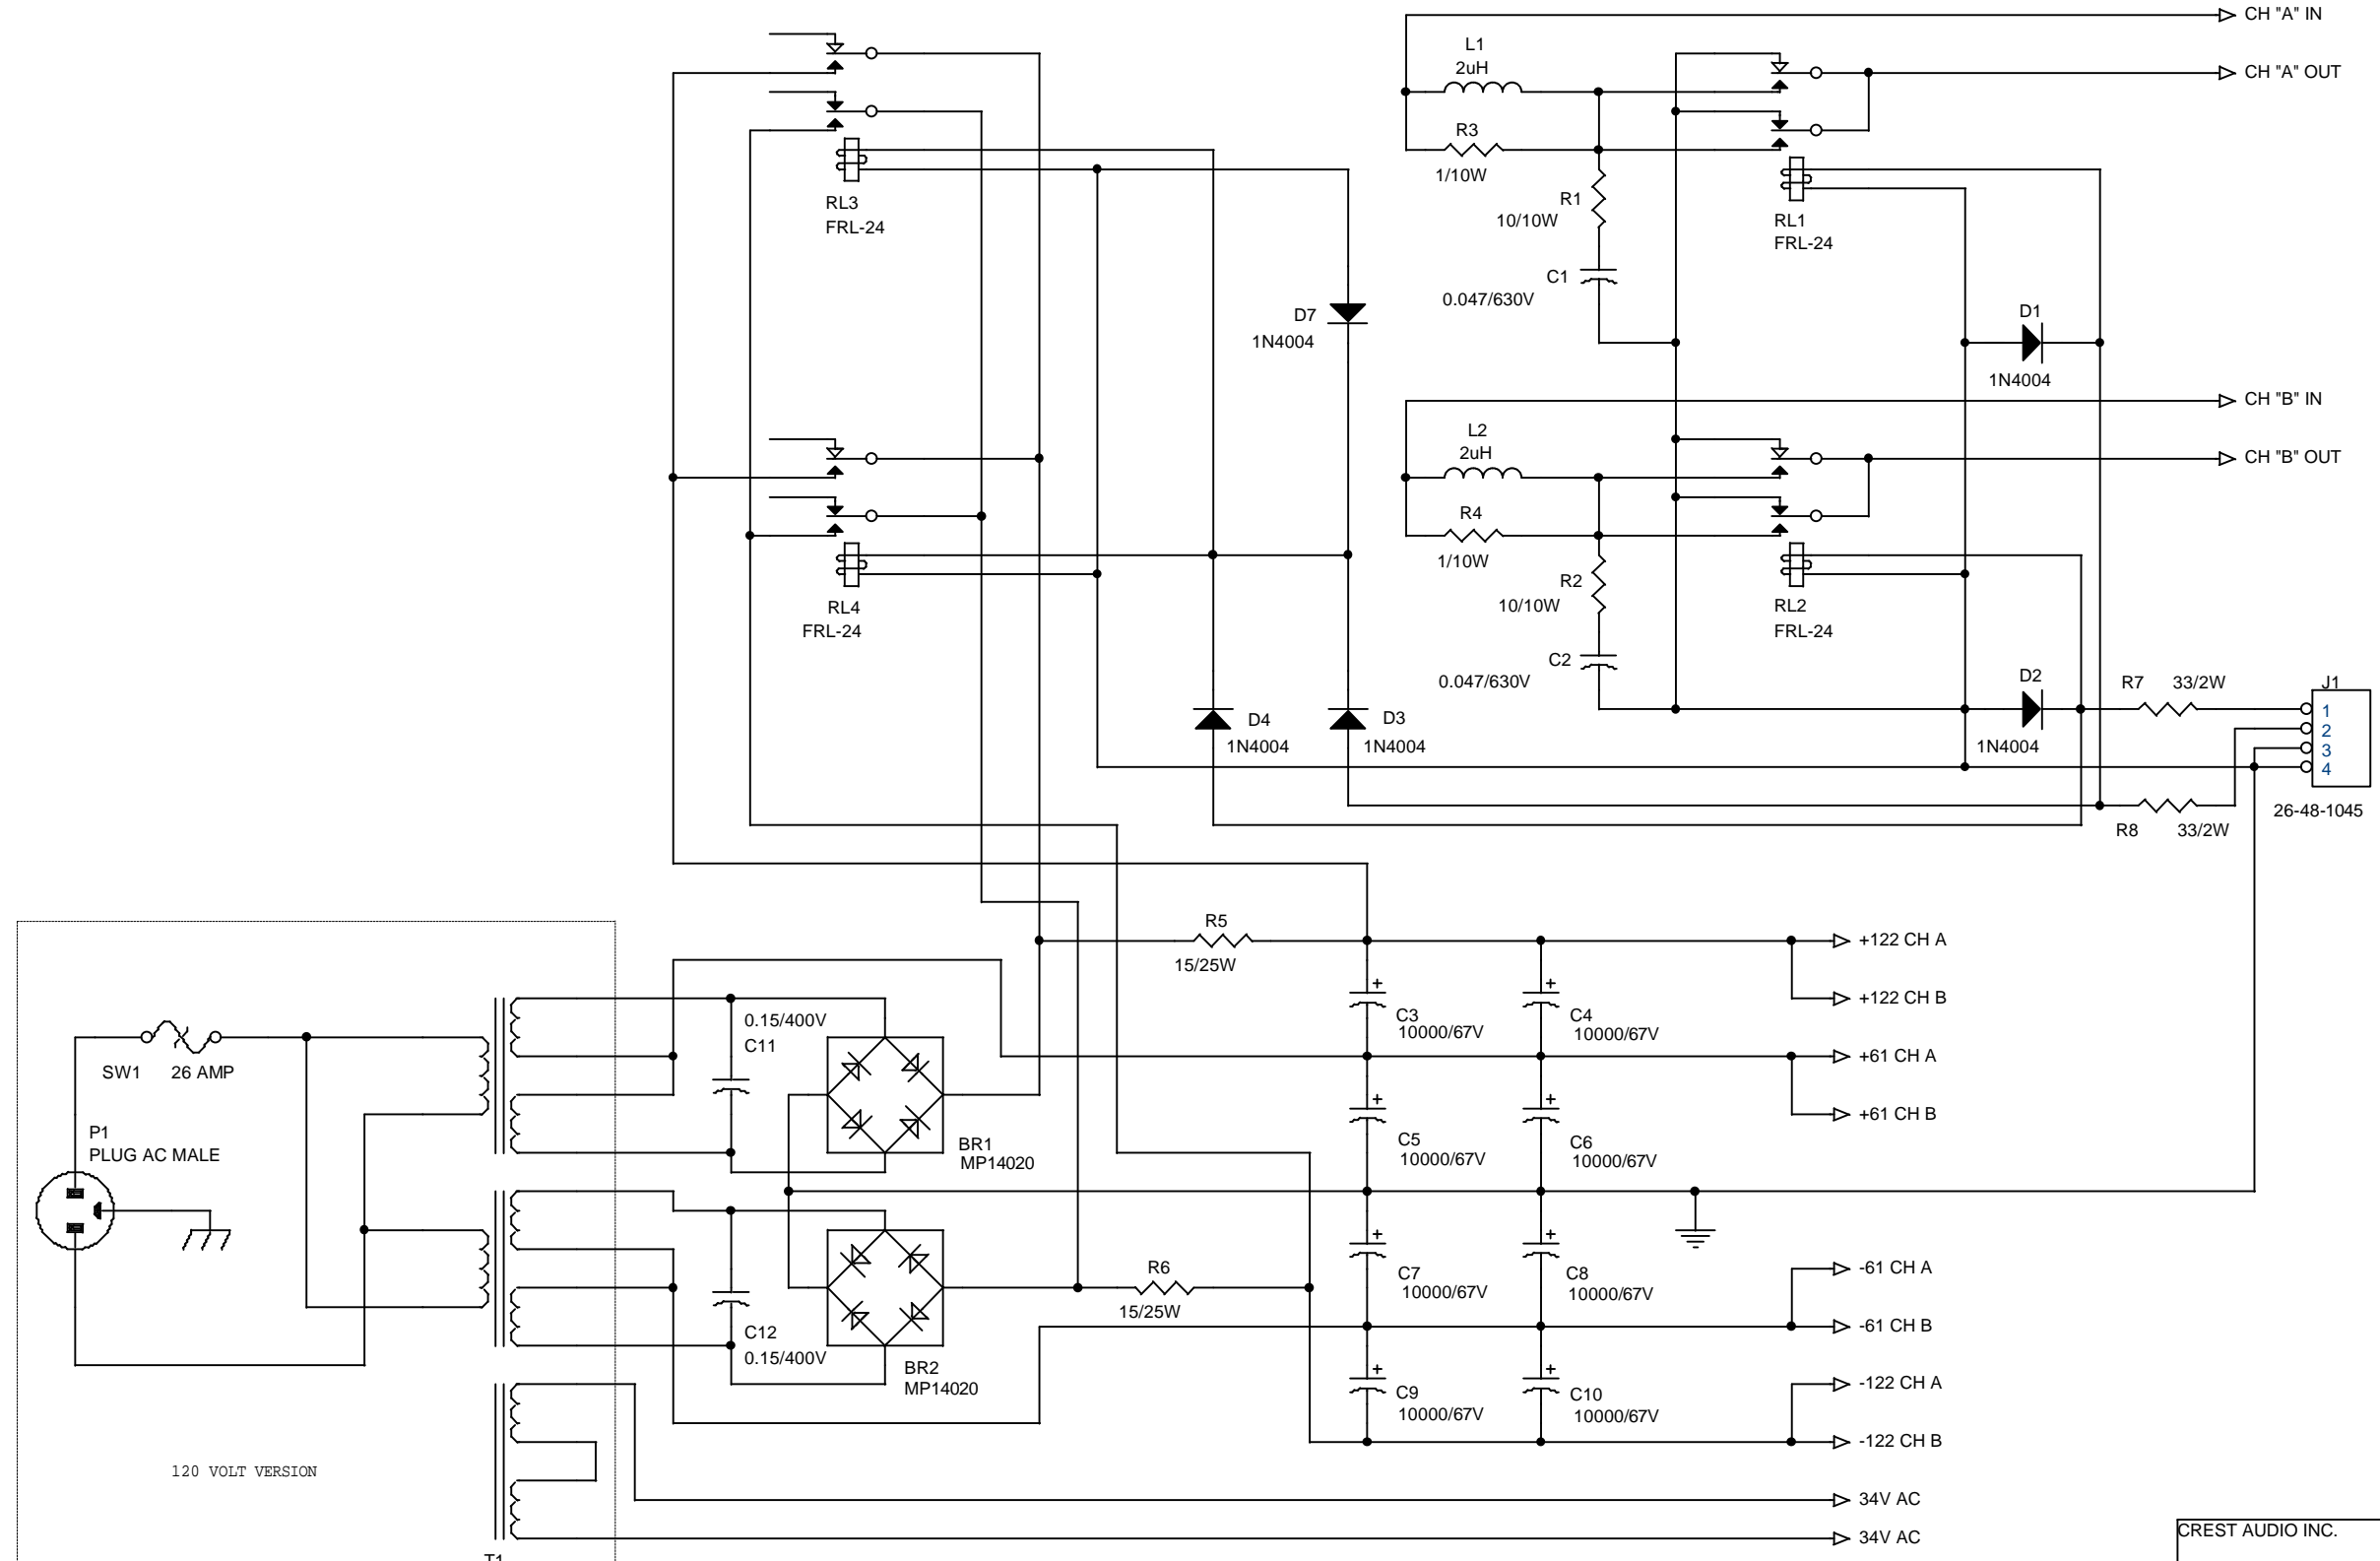 CH "A" IN
L1
2uH
CH "A" OUT
R3
1/10W
RL3
FRL-24
R1
10/10W
RL1
FRL-24
C1
0.047/630V
D7
1N4004
D1
1N4004
CH "B" IN
L2
2uH
CH "B" OUT
R4
1/10W
RL4
FRL-24
R2
10/10W
RL2
FRL-24
C2
0.047/630V
D2
1N4004
R7 33/2W
J1
1
2
3
4
26-48-1045
D4
1N4004
D3
1N4004
R8 33/2W
R5
15/25W
+122 CH A
+122 CH B
0.15/400V
C11
C3
10000/67V
C4
10000/67V
SW1 26 AMP
+61 CH A
+61 CH B
P1
PLUG AC MALE
BR1
MP14020
C5
10000/67V
C6
10000/67V
R6
15/25W
C7
10000/67V
C8
10000/67V
-61 CH A
-61 CH B
C12
0.15/400V
BR2
MP14020
C9
10000/67V
C10
10000/67V
-122 CH A
-122 CH B
120 VOLT VERSION
34V AC
34V AC
T1
CREST AUDIO INC.